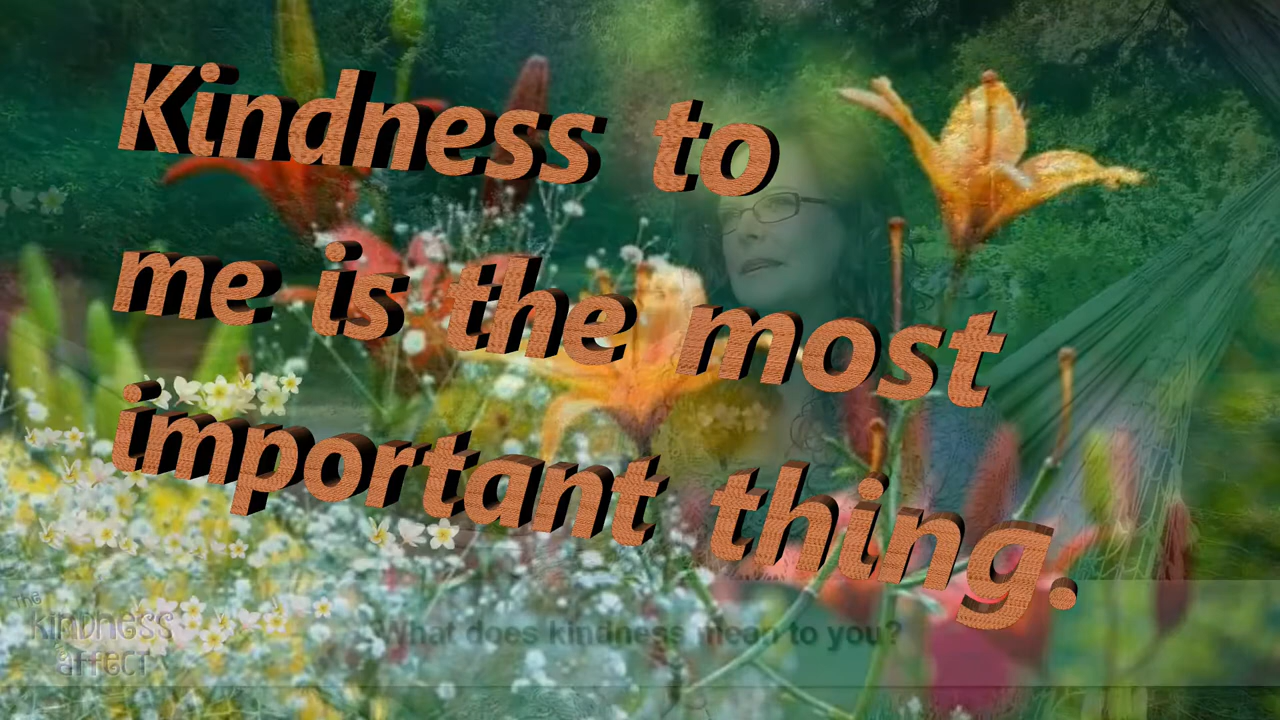 Kindness to
me is the most
important thing.
THE
KINDNESS
AFFECT
What does kindness mean to you?